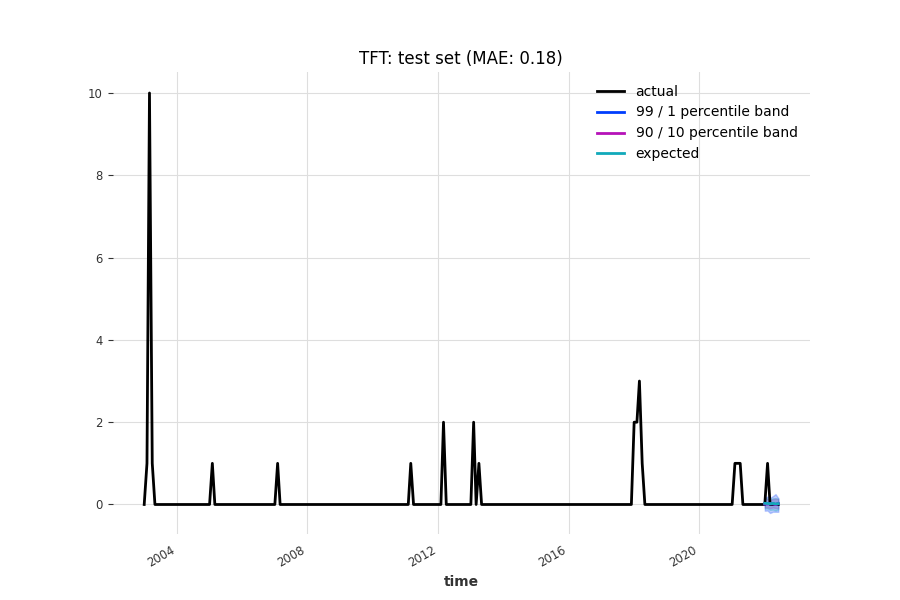 TFT: test set (MAE: 0.18)
actual
99 / 1 percentile band
90 / 10 percentile band
expected
10
8
6
4
2
0
2004
2008
2012
2016
2020
time